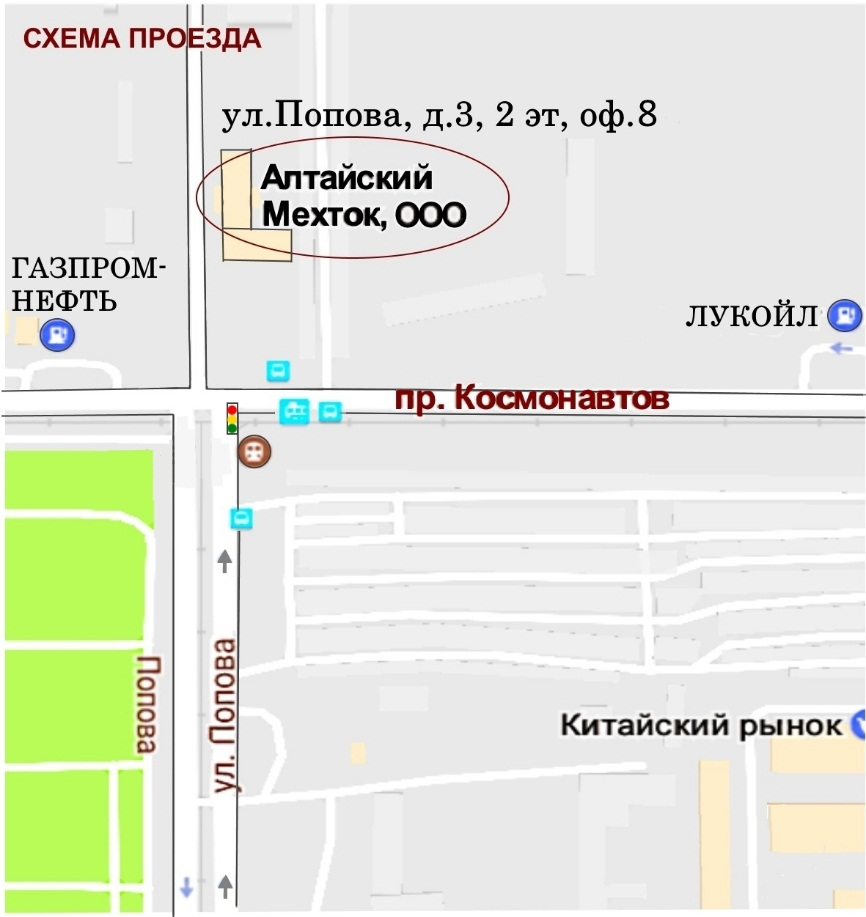 СХЕМА ПРОЕЗДА
ул.Попова, д.3, 2 эт, оф.8
Алтайский
Мехток, ООО
ГАЗПРОМ-
НЕФТЬ
ЛУКОЙЛ
пр. Космонавтов
Попова
ул. Попова
Китайский рынок